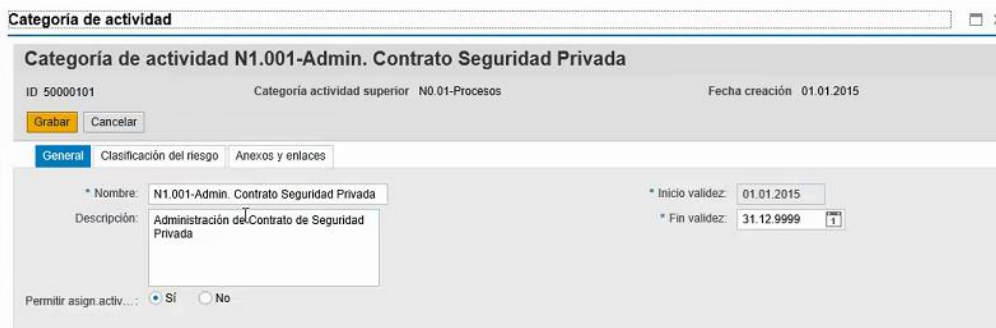 Categoría de actividad
Categoría de actividad N1.001-Admin. Contrato Seguridad Privada
ID 50000101 Categoría actividad superior N0.01-Procesos Fecha creación 01.01.2015
Grabar Cancelar
General Clasificación del riesgo Anexos y enlaces
* Nombre: N1.001-Admin. Contrato Seguridad Privada * Inicio validez: 01.01.2015
Descripción: Administración de Contrato de Seguridad * Fin validez: 31.12.9999 1
Privada
Permitir asign.activ...: Sí No